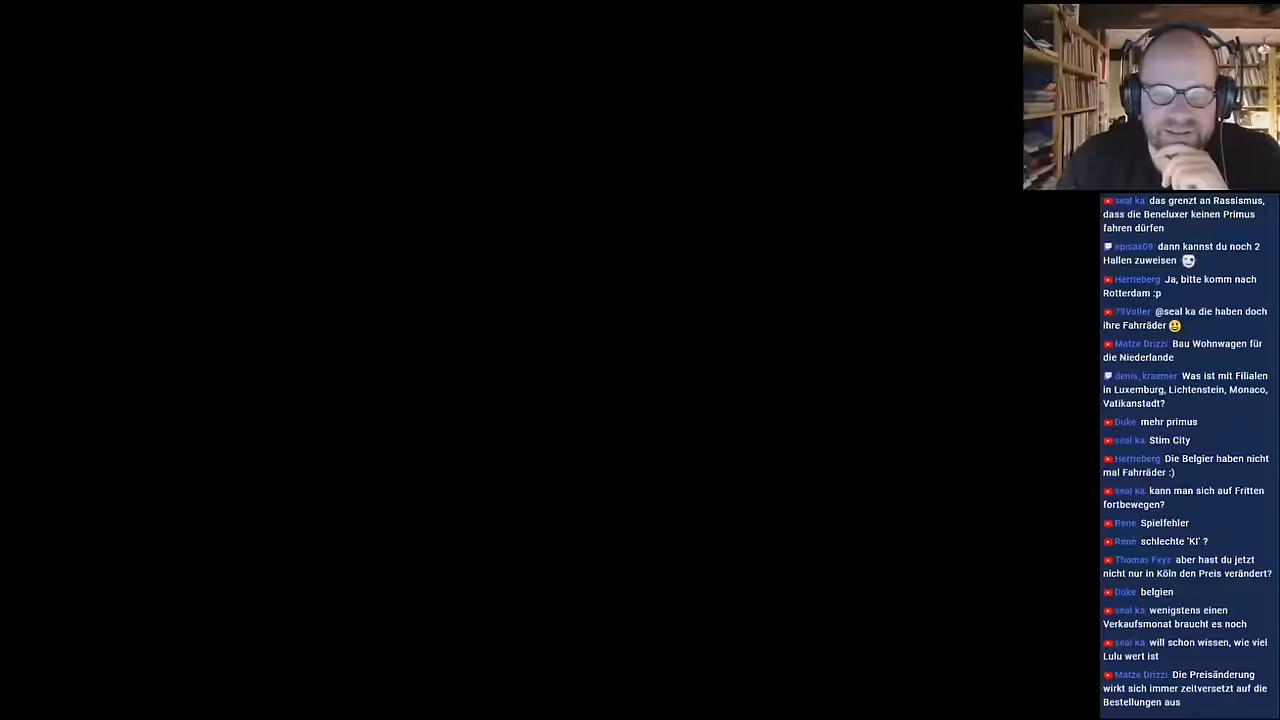 seal ka das grenzt an Rassismus,
dass die Beneluxer keinen Primus
fahren dürfen
episas09 dann kannst du noch 2
Hallen zuweisen
Herrieberg Ja, bitte komm nach
Rotterdam :p
79Voller @seal ka die haben doch
ihre Fahrräder
Matze Drizzi Bau Wohnwagen für
die Niederlande
denis_kraemer Was ist mit Filialen
in Luxemburg, Lichtenstein, Monaco,
Vatikanstadt?
Duke mehr primus
seal ka Stim City
Herrieberg Die Belgier haben nicht
mal Fahrräder :)
seal ka kann man sich auf Fritten
fortbewegen?
Rene Spielfehler
Rene schlechte 'KI' ?
Thomas aber hast du jetzt
nicht nur in Köln den Preis verändert?
Duke belgien
seal ka wenigstens einen
Verkaufsmonat braucht es noch
seal ka will schon wissen, wie viel
Lulu wert ist
Matze Drizzi Die Preisänderung
wirkt sich immer zeitversetzt auf die
Bestellungen aus